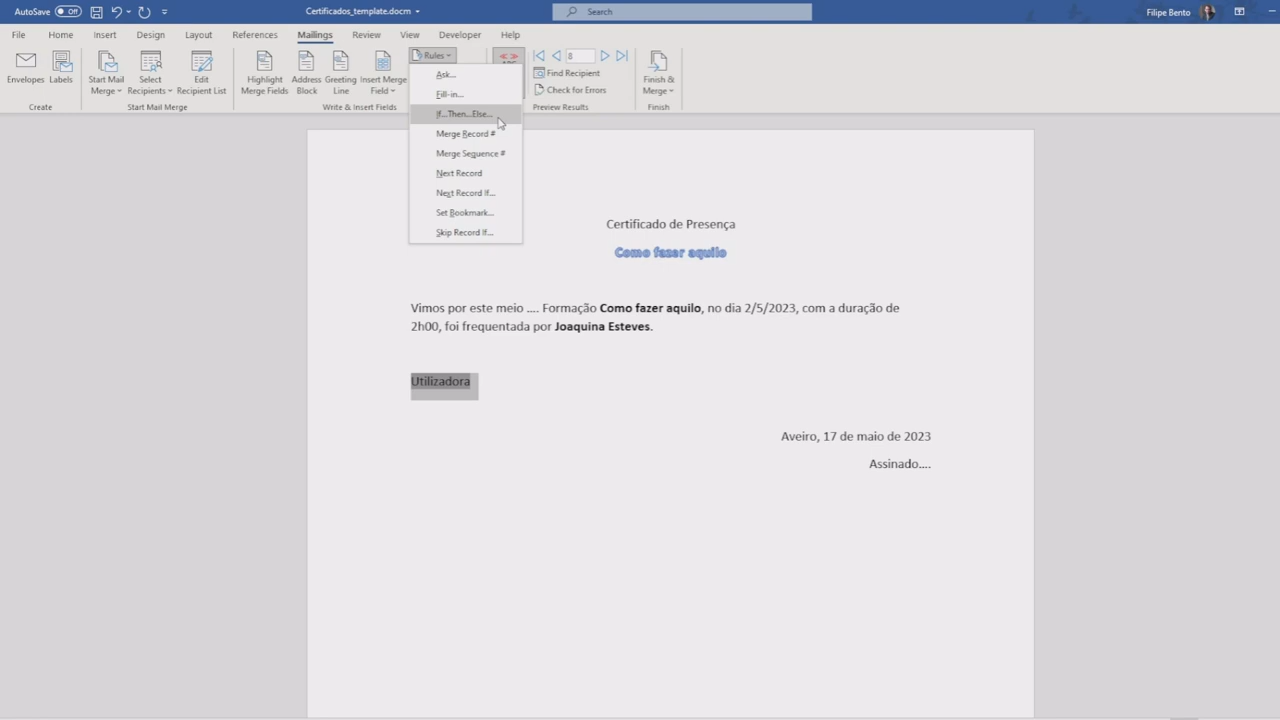 AutoSave Off
Certificados_template.docm
Search
Filipe Bento
File Home Insert Design Layout References Mailings Review View Developer Help
Envelopes
Labels
Start Mail Merge
Select Recipients
Edit Recipient List
Highlight Merge Fields
Address Block
Greeting Line
Insert Merge Field
Rules
8
Find Recipient
Check for Errors
Finish & Merge
Create
Start Mail Merge
Write & Insert Fields
Preview Results
Finish
Ask...
Fill-in...
If...Then...Else...
Merge Record #
Merge Sequence #
Next Record
Next Record If...
Set Bookmark...
Skip Record If...
Certificado de Presença
Como fazer aquilo
Vimos por este meio .... Formação Como fazer aquilo, no dia 2/5/2023, com a duração de
2h00, foi frequentada por Joaquina Esteves.
Utilizadora
Aveiro, 17 de maio de 2023
Assinado....